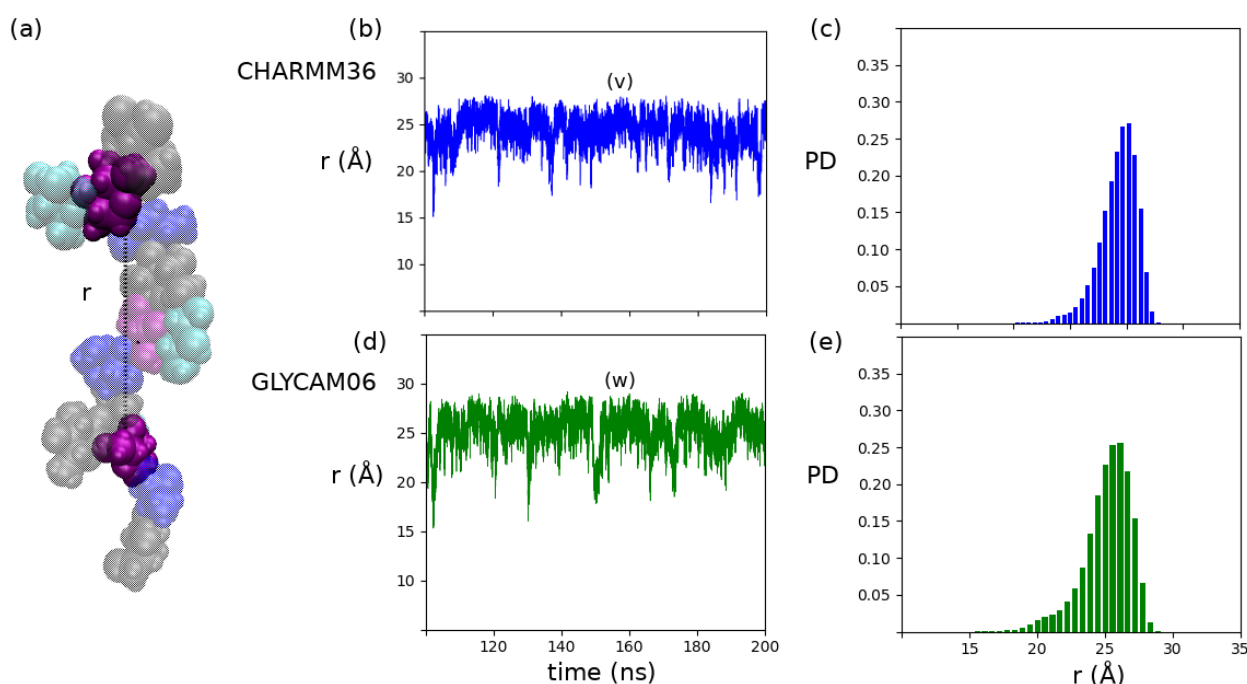 (a)
r
CHARMM36
(b)
r (Å)
30
25
20
15
10
(v)
(c)
PD
0.35
0.30
0.25
0.20
0.15
0.10
0.05
GLYCAM06
(d)
r (Å)
30
25
20
15
10
(w)
120 140 160 180 200
time (ns)
(e)
PD
0.35
0.30
0.25
0.20
0.15
0.10
0.05
15 20 25 30 35
r (Å)